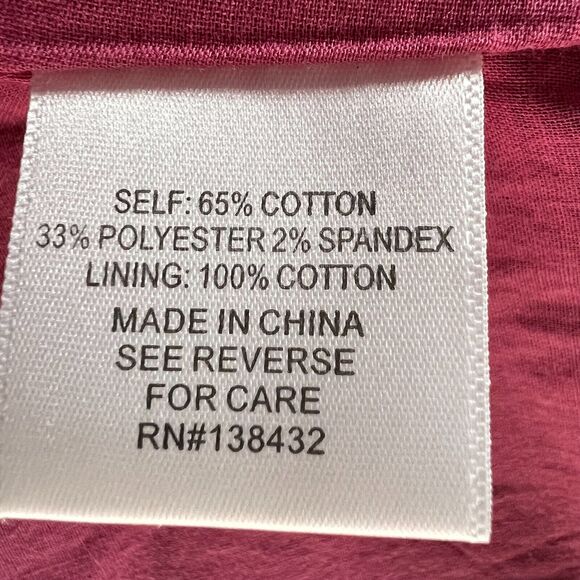 SELF: 65% COTTON
33% POLYESTER 2% SPANDEX
LINING: 100% COTTON
MADE IN CHINA
SEE REVERSE
FOR CARE
RN#138432